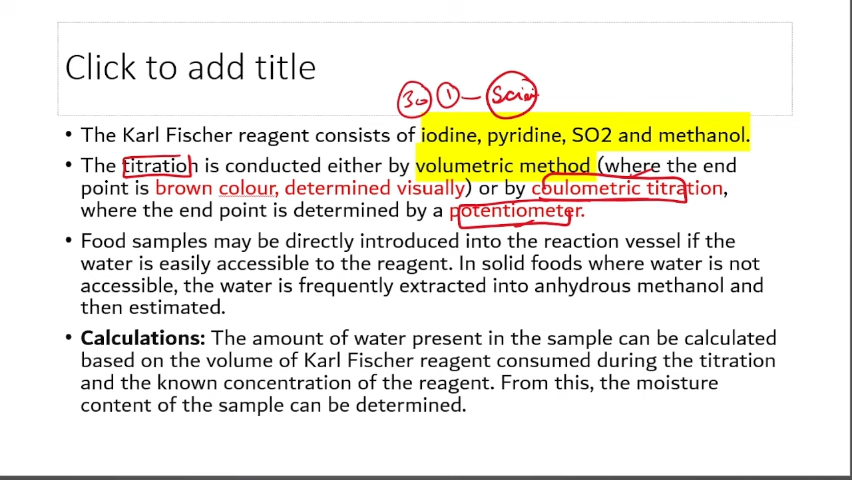 Click to add title
30 1 -
• The Karl Fischer reagent consists of iodine, pyridine, SO2 and methanol.
• The titration is conducted either by volumetric method (where the end
point is brown colour, determined visually) or by coulometric titration,
where the end point is determined by a potentiometer.
• Food samples may be directly introduced into the reaction vessel if the
water is easily accessible to the reagent. In solid foods where water is not
accessible, the water is frequently extracted into anhydrous methanol and
then estimated.
• Calculations: The amount of water present in the sample can be calculated
based on the volume of Karl Fischer reagent consumed during the titration
and the known concentration of the reagent. From this, the moisture
content of the sample can be determined.